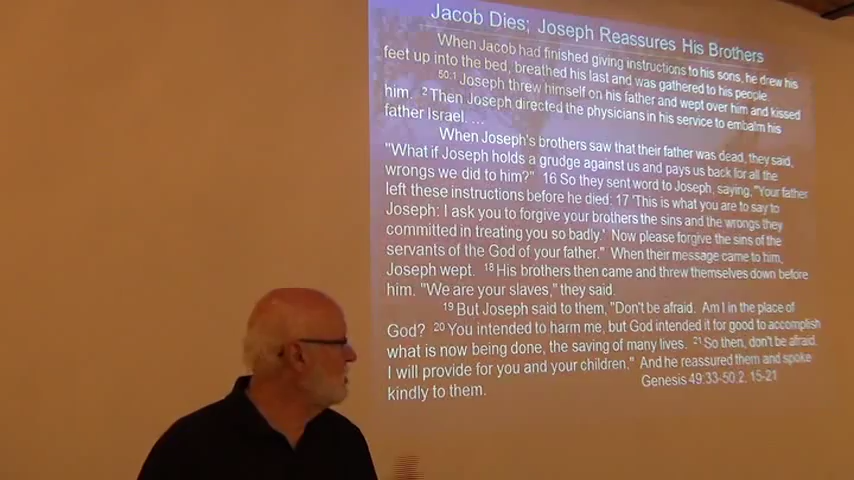 Jacob Dies; Joseph Reassures His Brothers
When Jacob had finished giving instructions to his sons, he drew his
feet up into the bed, breathed his last and was gathered to his people.
50:1 Joseph threw himself on his father and wept over him and kissed
him. 2 Then Joseph directed the physicians in his service to embalm his
father Israel. ...
When Joseph's brothers saw that their father was dead, they said,
"What if Joseph holds a grudge against us and pays us back for all the
wrongs we did to him?" 16 So they sent word to Joseph, saying, "Your father
left these instructions before he died: 17 'This is what you are to say to
Joseph: I ask you to forgive your brothers the sins and the wrongs they
committed in treating you so badly.' Now please forgive the sins of the
servants of the God of your father." When their message came to him,
Joseph wept. 18 His brothers then came and threw themselves down before
him. "We are your slaves," they said.
19 But Joseph said to them, "Don't be afraid. Am I in the place of
God? 20 You intended to harm me, but God intended it for good to accomplish
what is now being done, the saving of many lives. 21 So then, don't be afraid.
I will provide for you and your children." And he reassured them and spoke
kindly to them.
Genesis 49:33-50:2, 15-21